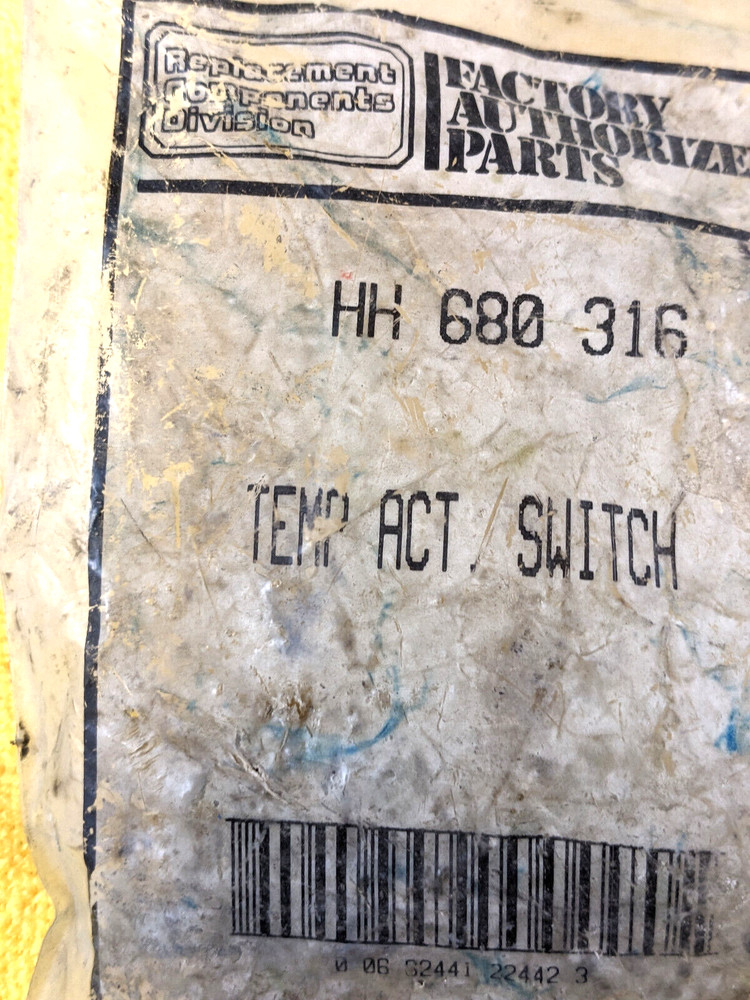 Replacement
Components
Division
FACTORY
AUTHORIZE
PARTS
HH 680 316
TEMP ACT. SWITCH
0 06 62441 22442 3